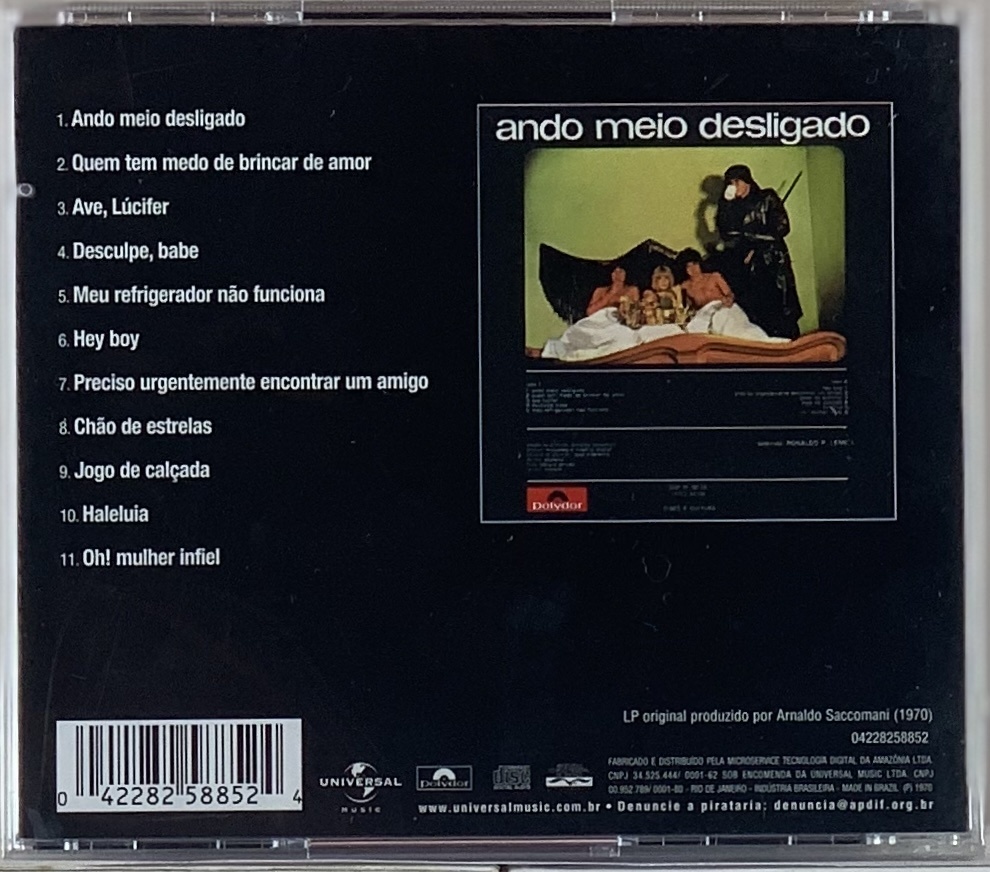 1. Ando meio desligado
2. Quem tem medo de brincar de amor
3. Ave, Lúcifer
4. Desculpe, babe
5. Meu refrigerador não funciona
6. Hey boy
7. Preciso urgentemente encontrar um amigo
8. Chão de estrelas
9. Jogo de calçada
10. Haleluia
11. Oh! mulher infiel
ando meio desligado
Polydor
LP original produzido por Arnaldo Saccomani (1970)
04228258852
FABRICADO E DISTRIBUÍDO PELA MICROSERVICE TECNOLOGIA DIGITAL DA AMAZÔNIA LTDA.
CNPJ 34.525.444/ 0001-62 SOB ENCOMENDA DA UNIVERSAL MUSIC LTDA. CNPJ
00.952.789/ 0001-80 - RIO DE JANEIRO - INDÚSTRIA BRASILEIRA - MADE IN BRAZIL (P) 1970
www.universalmusic.com.br • Denuncie a pirataria: denuncia@apdif.org.br
0 42282 58852 4
UNIVERSAL
MUSIC
Polydor
disc